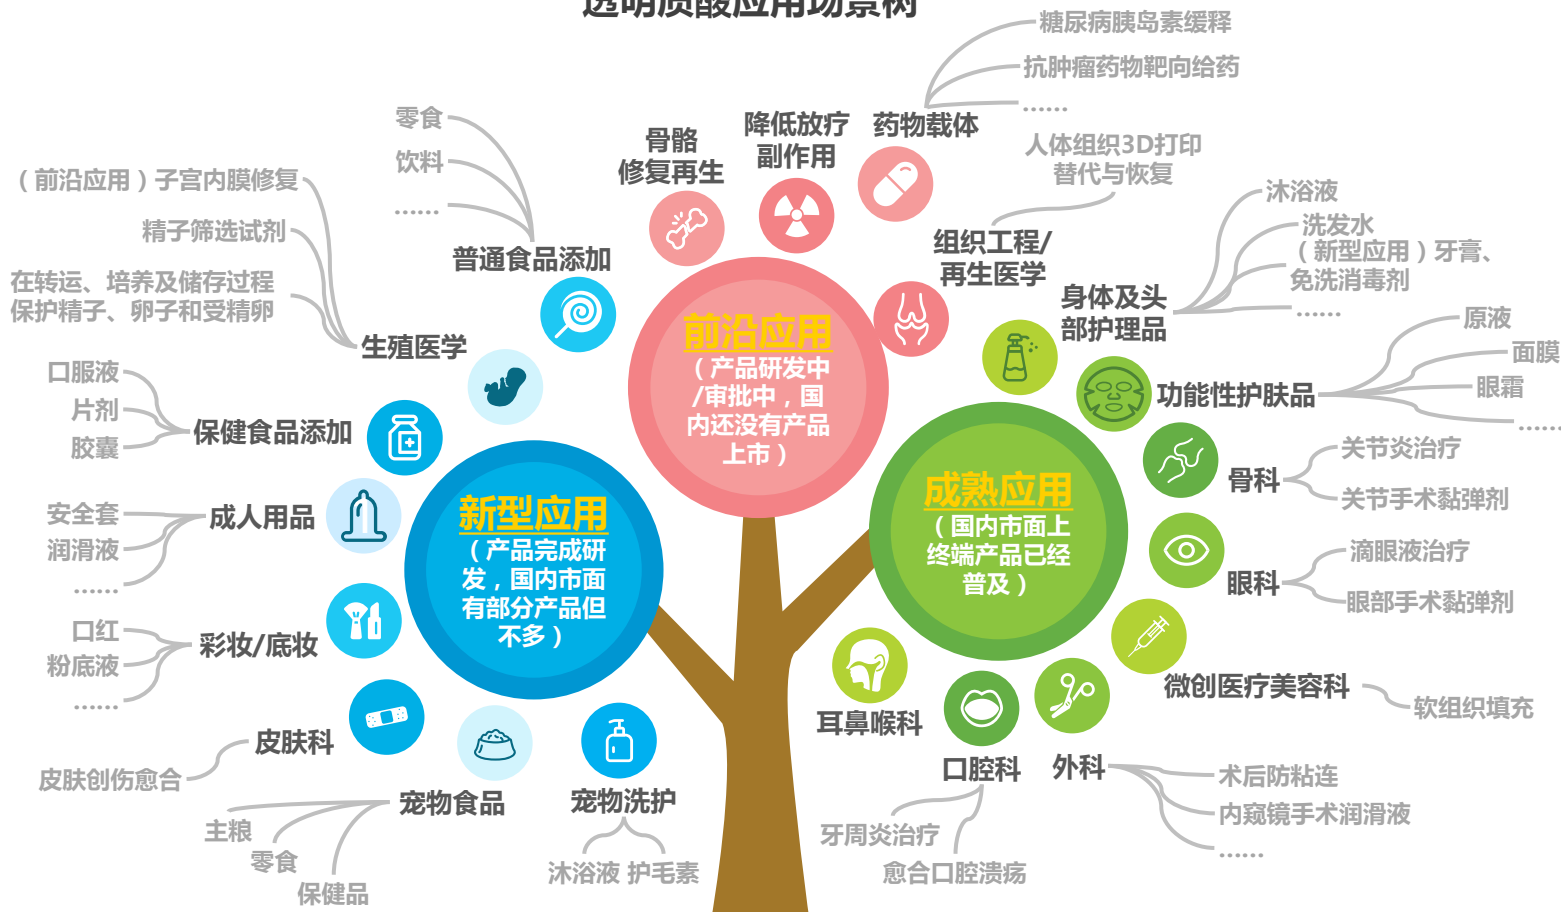 透明质酸应用场景树
糖尿病胰岛素缓释
抗肿瘤药物靶向给药
......
药物载体
降低放疗
副作用
骨骼
修复再生
人体组织3D打印
替代与恢复
组织工程/
再生医学
前沿应用
（产品研发中
/审批中，国
内还没有产品
上市）
零食
饮料
......
普通食品添加
（前沿应用）子宫内膜修复
精子筛选试剂
在转运、培养及储存过程
保护精子、卵子和受精卵
生殖医学
口服液
片剂
胶囊
保健食品添加
安全套
润滑液
......
成人用品
口红
粉底液
......
彩妆/底妆
皮肤科
皮肤创伤愈合
宠物食品
主粮
零食
保健品
宠物洗护
沐浴液 护毛素
新型应用
（产品完成研
发，国内市面
有部分产品但
不多）
沐浴液
洗发水
（新型应用）牙膏、
免洗消毒剂
......
身体及头
部护理品
原液
面膜
眼霜
......
功能性护肤品
关节炎治疗
关节手术黏弹剂
骨科
滴眼液治疗
眼部手术黏弹剂
眼科
微创医疗美容科
软组织填充
成熟应用
（国内市面上
终端产品已经
普及）
耳鼻喉科
口腔科
牙周炎治疗
愈合口腔溃疡
外科
术后防粘连
内窥镜手术润滑液
......